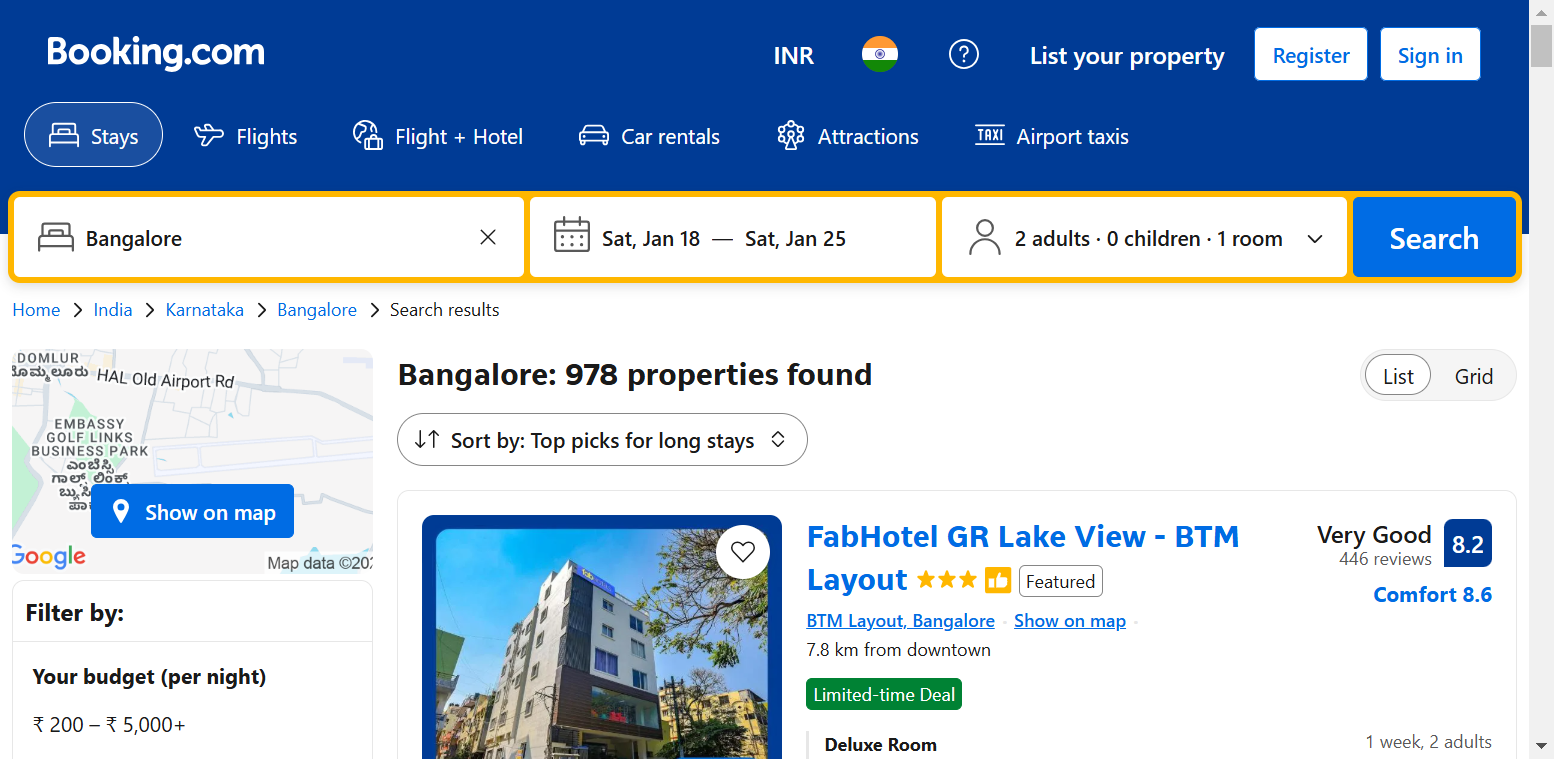 Booking.com
INR
List your property
Register
Sign in
Stays
Flights
Flight + Hotel
Car rentals
Attractions
TAXI
Airport taxis
Bangalore
Sat, Jan 18 — Sat, Jan 25
2 adults · 0 children · 1 room
Search
Home > India > Karnataka > Bangalore > Search results
DOMLUR
HAL Old Airport Rd
EMBASSY
GOLF LINKS
BUSINESS PARK
ಎಂಬೆಸ್ಸಿ
ಗಾಲ್ಫ್ ಲಿಂಕ್
Show on map
Google
Map data ©202
Filter by:
Your budget (per night)
₹ 200 – ₹ 5,000+
Bangalore: 978 properties found
List
Grid
Sort by: Top picks for long stays
FabHotel GR Lake View - BTM
Layout
Featured
BTM Layout, Bangalore
Show on map
7.8 km from downtown
Limited-time Deal
Deluxe Room
Very Good
446 reviews
8.2
Comfort 8.6
1 week, 2 adults